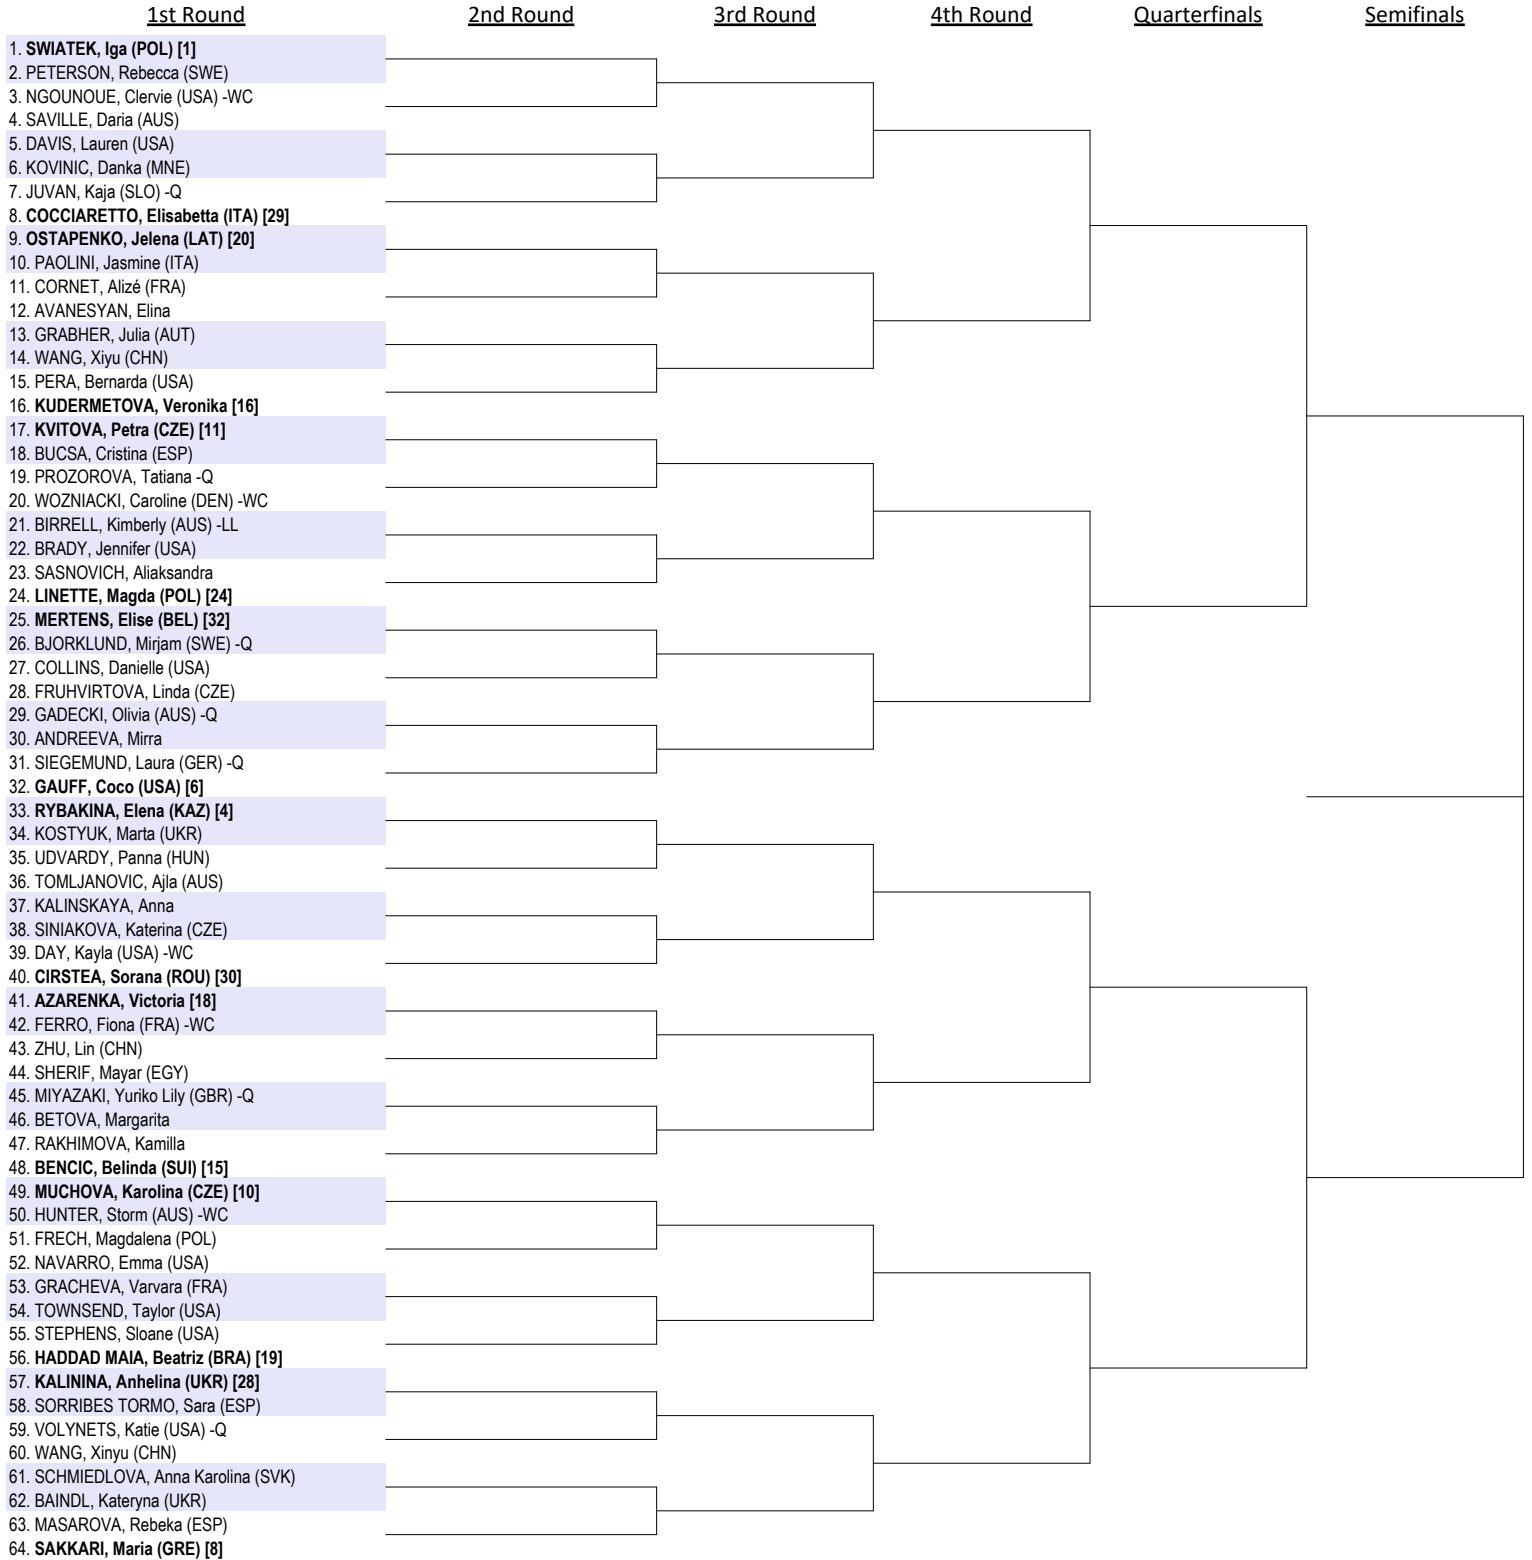 1st Round 2nd Round 3rd Round 4th Round Quarterfinals Semifinals
1. SWIATEK, Iga (POL) [1]
2. PETERSON, Rebecca (SWE)
3. NGOUNOUE, Clervie (USA) -WC
4. SAVILLE, Daria (AUS)
5. DAVIS, Lauren (USA)
6. KOVINIC, Danka (MNE)
7. JUVAN, Kaja (SLO) -Q
8. COCCIARETTO, Elisabetta (ITA) [29]
9. OSTAPENKO, Jelena (LAT) [20]
10. PAOLINI, Jasmine (ITA)
11. CORNET, Alizé (FRA)
12. AVANESYAN, Elina
13. GRABHER, Julia (AUT)
14. WANG, Xiyu (CHN)
15. PERA, Bernarda (USA)
16. KUDERMETOVA, Veronika [16]
17. KVITOVA, Petra (CZE) [11]
18. BUCSA, Cristina (ESP)
19. PROZOROVA, Tatiana -Q
20. WOZNIACKI, Caroline (DEN) -WC
21. BIRRELL, Kimberly (AUS) -LL
22. BRADY, Jennifer (USA)
23. SASNOVICH, Aliaksandra
24. LINETTE, Magda (POL) [24]
25. MERTENS, Elise (BEL) [32]
26. BJORKLUND, Mirjam (SWE) -Q
27. COLLINS, Danielle (USA)
28. FRUHVIRTOVA, Linda (CZE)
29. GADECKI, Olivia (AUS) -Q
30. ANDREEVA, Mirra
31. SIEGEMUND, Laura (GER) -Q
32. GAUFF, Coco (USA) [6]
33. RYBAKINA, Elena (KAZ) [4]
34. KOSTYUK, Marta (UKR)
35. UDVARDY, Panna (HUN)
36. TOMLJANOVIC, Ajla (AUS)
37. KALINSKAYA, Anna
38. SINIAKOVA, Katerina (CZE)
39. DAY, Kayla (USA) -WC
40. CIRSTEA, Sorana (ROU) [30]
41. AZARENKA, Victoria [18]
42. FERRO, Fiona (FRA) -WC
43. ZHU, Lin (CHN)
44. SHERIF, Mayar (EGY)
45. MIYAZAKI, Yuriko Lily (GBR) -Q
46. BETOVA, Margarita
47. RAKHIMOVA, Kamilla
48. BENCIC, Belinda (SUI) [15]
49. MUCHOVA, Karolina (CZE) [10]
50. HUNTER, Storm (AUS) -WC
51. FRECH, Magdalena (POL)
52. NAVARRO, Emma (USA)
53. GRACHEVA, Varvara (FRA)
54. TOWNSEND, Taylor (USA)
55. STEPHENS, Sloane (USA)
56. HADDAD MAIA, Beatriz (BRA) [19]
57. KALININA, Anhelina (UKR) [28]
58. SORRIBES TORMO, Sara (ESP)
59. VOLYNETS, Katie (USA) -Q
60. WANG, Xinyu (CHN)
61. SCHMIEDLOVA, Anna Karolina (SVK)
62. BAINDL, Kateryna (UKR)
63. MASAROVA, Rebeka (ESP)
64. SAKKARI, Maria (GRE) [8]